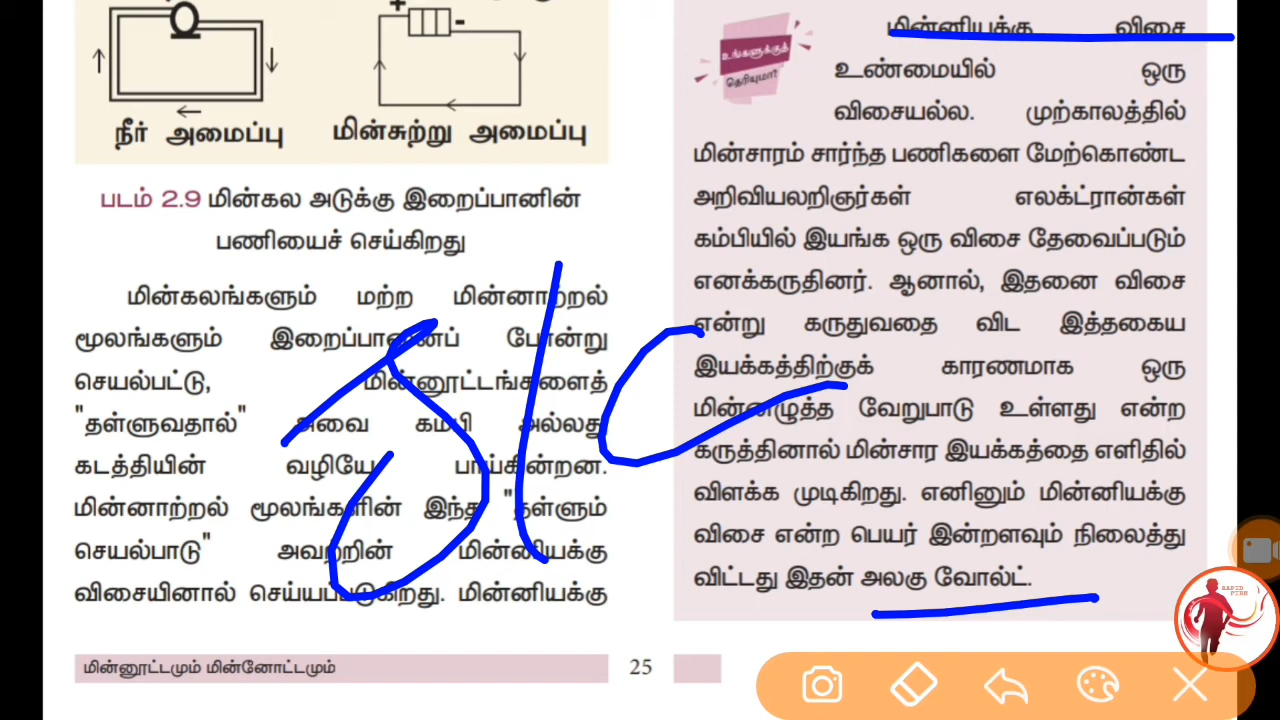 + -
நீர் அமைப்பு மின்சுற்று அமைப்பு
படம் 2.9 மின்கல அடுக்கு இறைப்பானின்
பணியைச் செய்கிறது
மின்கலங்களும் மற்ற மின்னாற்றல்
மூலங்களும் இறைப்பானைப் போன்று
செயல்பட்டு, மின்னூட்டங்களைத்
"தள்ளுவதால்" அவை கம்பி அல்லது
கடத்தியின் வழியே பாய்கின்றன.
மின்னாற்றல் மூலங்களின் இந்த "தள்ளும்
செயல்பாடு" அவற்றின் மின்னியக்கு
விசையினால் செய்யப்படுகிறது. மின்னியக்கு
உங்களுக்குத்
தெரியுமா?
மின்னியக்கு விசை
உண்மையில் ஒரு
விசையல்ல. முற்காலத்தில்
மின்சாரம் சார்ந்த பணிகளை மேற்கொண்ட
அறிவியலறிஞர்கள் எலக்ட்ரான்கள்
கம்பியில் இயங்க ஒரு விசை தேவைப்படும்
எனக்கருதினர். ஆனால், இதனை விசை
என்று கருதுவதை விட இத்தகைய
இயக்கத்திற்குக் காரணமாக ஒரு
மின்னழுத்த வேறுபாடு உள்ளது என்ற
கருத்தினால் மின்சார இயக்கத்தை எளிதில்
விளக்க முடிகிறது. எனினும் மின்னியக்கு
விசை என்ற பெயர் இன்றளவும் நிலைத்து
விட்டது இதன் அலகு வோல்ட்.
மின்னூட்டமும் மின்னோட்டமும் 25
RAPID
FIRE